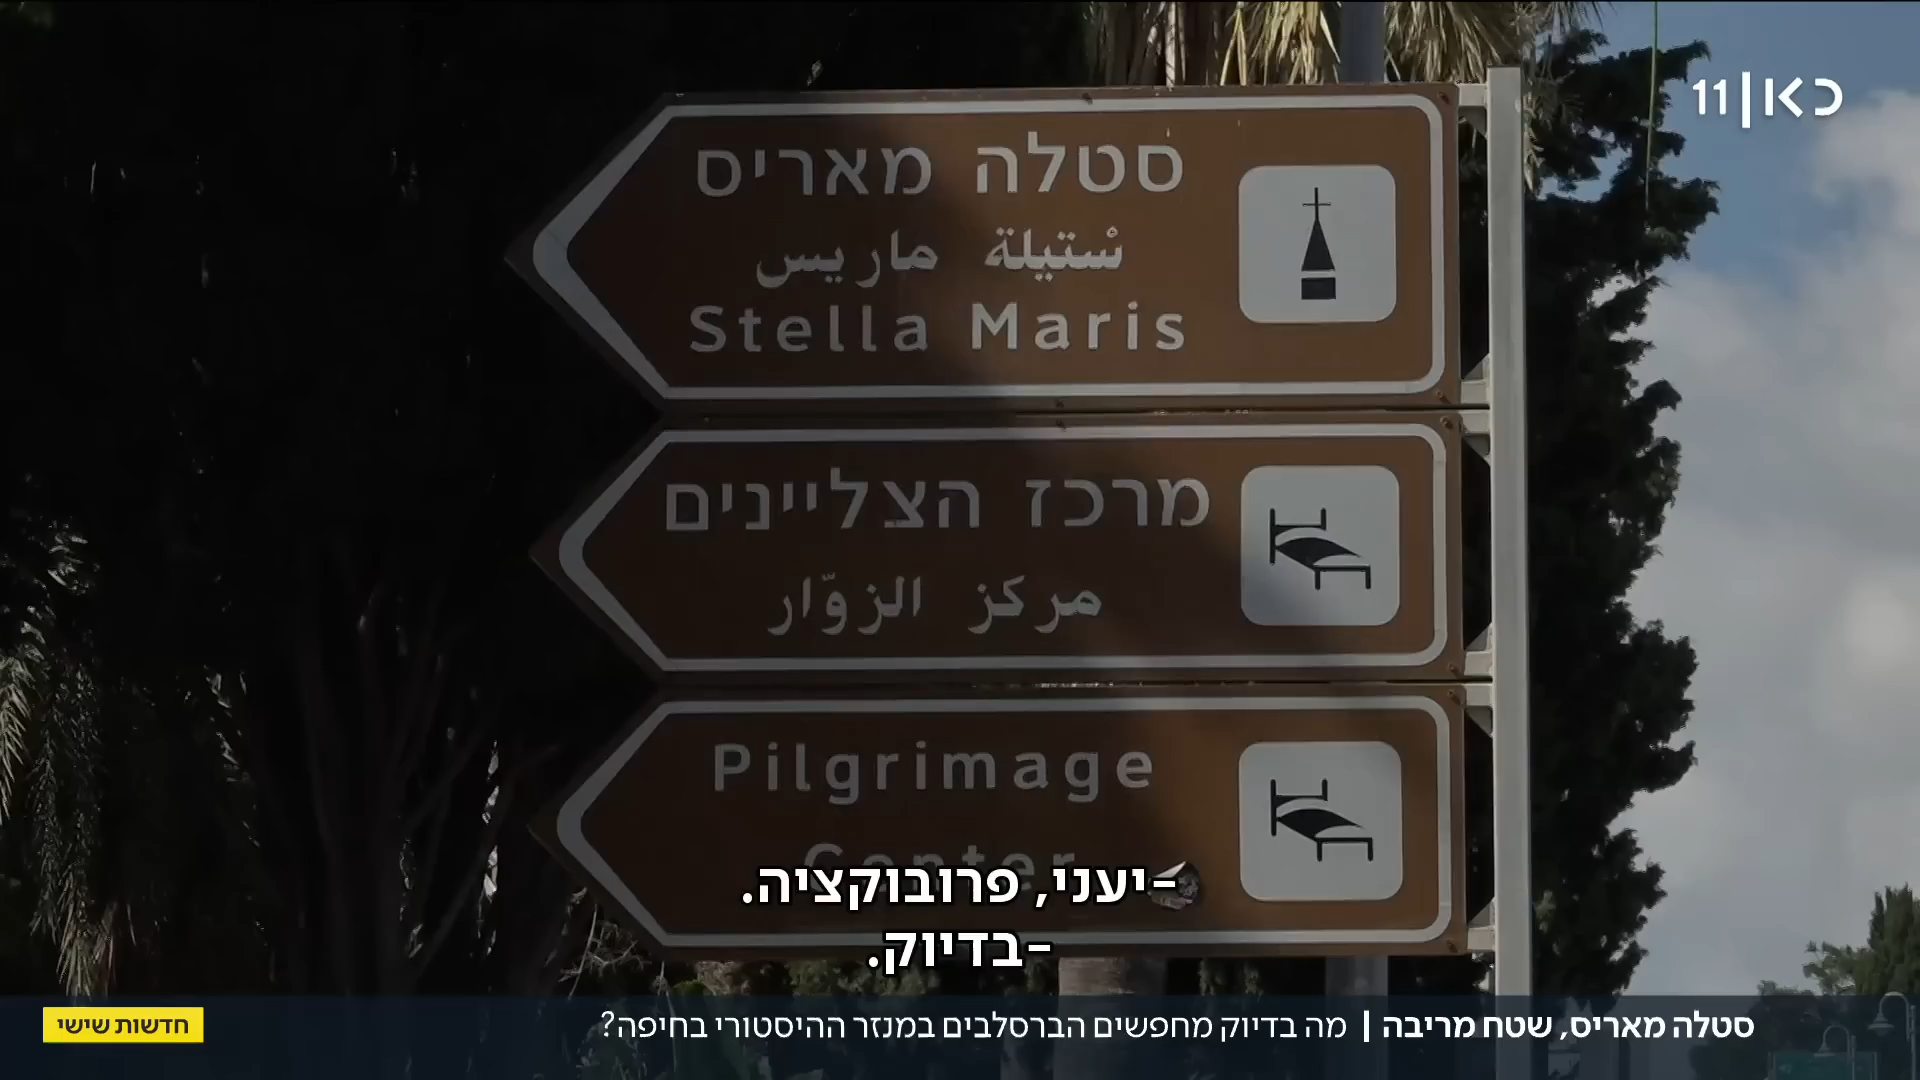 כאן 11
סטלה מאריס
ستيلة ماريس
Stella Maris
מרכז הצליינים
مركز الزوّار
Pilgrimage
Center
-יעני, פרובוקציה.
-בדיוק.
סטלה מאריס, שטח מריבה | מה בדיוק מחפשים הברסלבים במנזר ההיסטורי בחיפה?
חדשות שישי